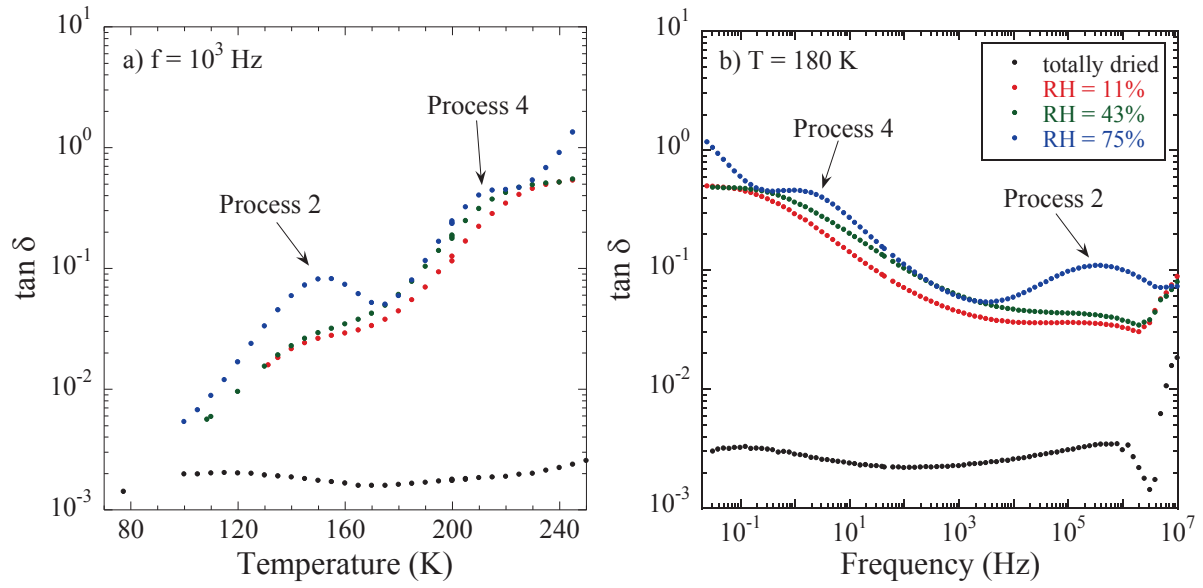 a) f = 10³ Hz
Process 4
Process 2
10¹
10⁰
10⁻¹
10⁻²
10⁻³
tan δ
80 120 160 200 240
Temperature (K)
b) T = 180 K
totally dried
RH = 11%
RH = 43%
RH = 75%
Process 4
Process 2
10¹
10⁰
10⁻¹
10⁻²
10⁻³
tan δ
10⁻¹ 10¹ 10³ 10⁵ 10⁷
Frequency (Hz)